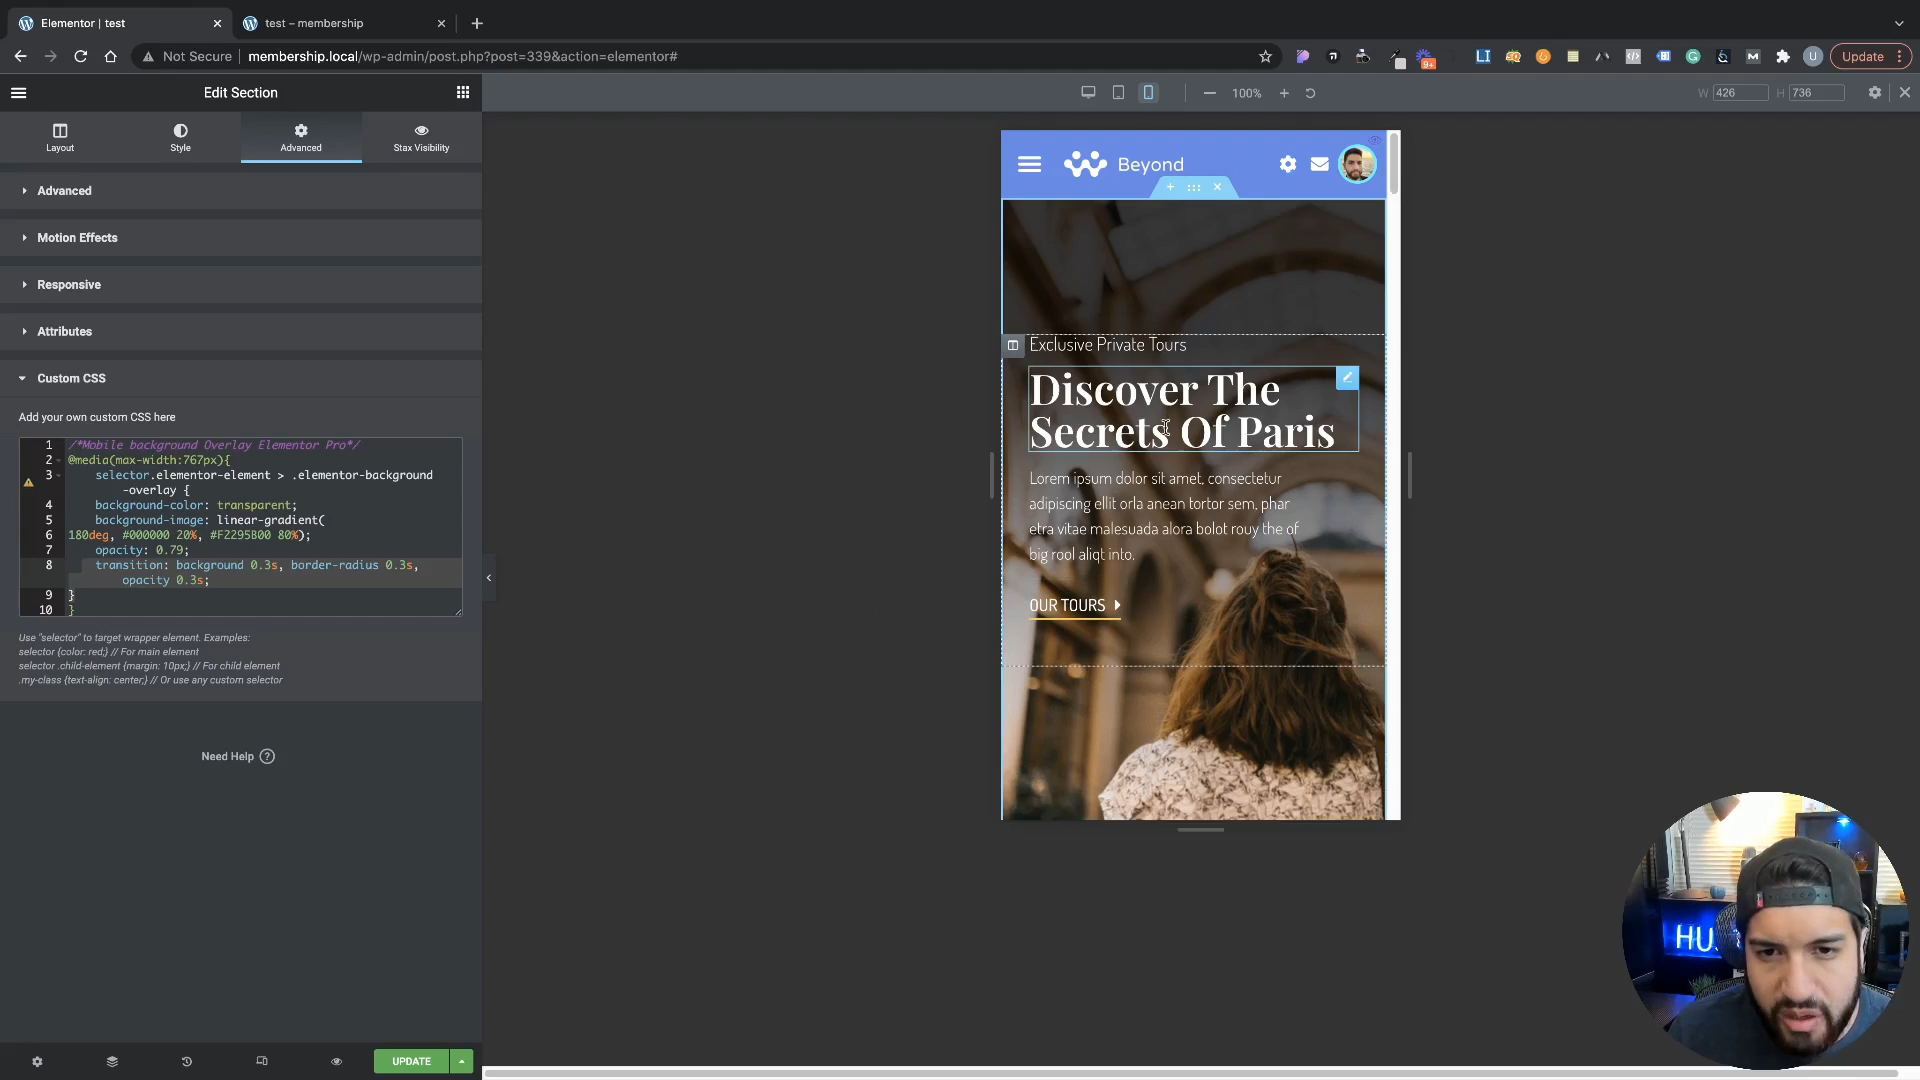 Elementor | test
test – membership
Not Secure
membership.local/wp-admin/post.php?post=339&action=elementor#
9+
LI
M
U
Update
Edit Section
100%
W 426
H 736
Layout
Style
Advanced
Stax Visibility
Advanced
Motion Effects
Responsive
Attributes
Custom CSS
Add your own custom CSS here
1 /*Mobile background Overlay Elementor Pro*/
2 @media(max-width:767px){
3 selector.elementor-element > .elementor-background
-overlay {
4 background-color: transparent;
5 background-image: linear-gradient(
6 180deg, #000000 20%, #F2295B00 80%);
7 opacity: 0.79;
8 transition: background 0.3s, border-radius 0.3s,
opacity 0.3s;
9 }
10 }
Use "selector" to target wrapper element. Examples:
selector {color: red;} // For main element
selector .child-element {margin: 10px;} // For child element
.my-class {text-align: center;} // Or use any custom selector
Need Help ?
UPDATE
Beyond
Exclusive Private Tours
Discover The
Secrets Of Paris
Lorem ipsum dolor sit amet, consectetur
adipiscing ellit orla anean tortor sem, phar
etra vitae malesuada alora bolot rouy the of
big rool aliqt into.
OUR TOURS